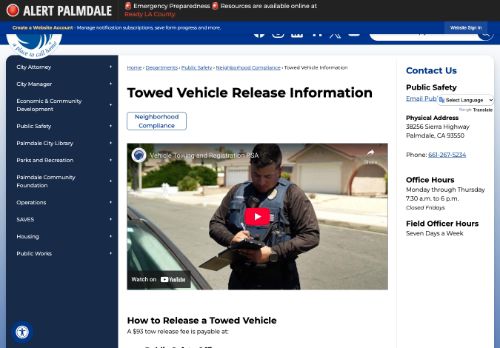 ALERT PALMDALE
🚨 Emergency Preparedness 🚨 Resources are available online at
Ready LA County.
Create a Website Account - Manage notification subscriptions, save form progress and more.
Website Sign In
a place to call home
City Attorney
City Manager
Economic & Community
Development
Public Safety
Palmdale City Library
Parks and Recreation
Palmdale Community
Foundation
Operations
SAVES
Housing
Public Works
Home › Departments › Public Safety › Neighborhood Compliance › Towed Vehicle Information
Towed Vehicle Release Information
Neighborhood
Compliance
Vehicle Towing and Registration PSA
Share
Watch on YouTube
How to Release a Towed Vehicle
A $93 tow release fee is payable at:
Contact Us
Public Safety
Email Pub
Select Language
Google Translate
Physical Address
38256 Sierra Highway
Palmdale, CA 93550
Phone: 661-267-5234
Office Hours
Monday through Thursday
7:30 a.m. to 6 p.m.
Closed Fridays
Field Officer Hours
Seven Days a Week